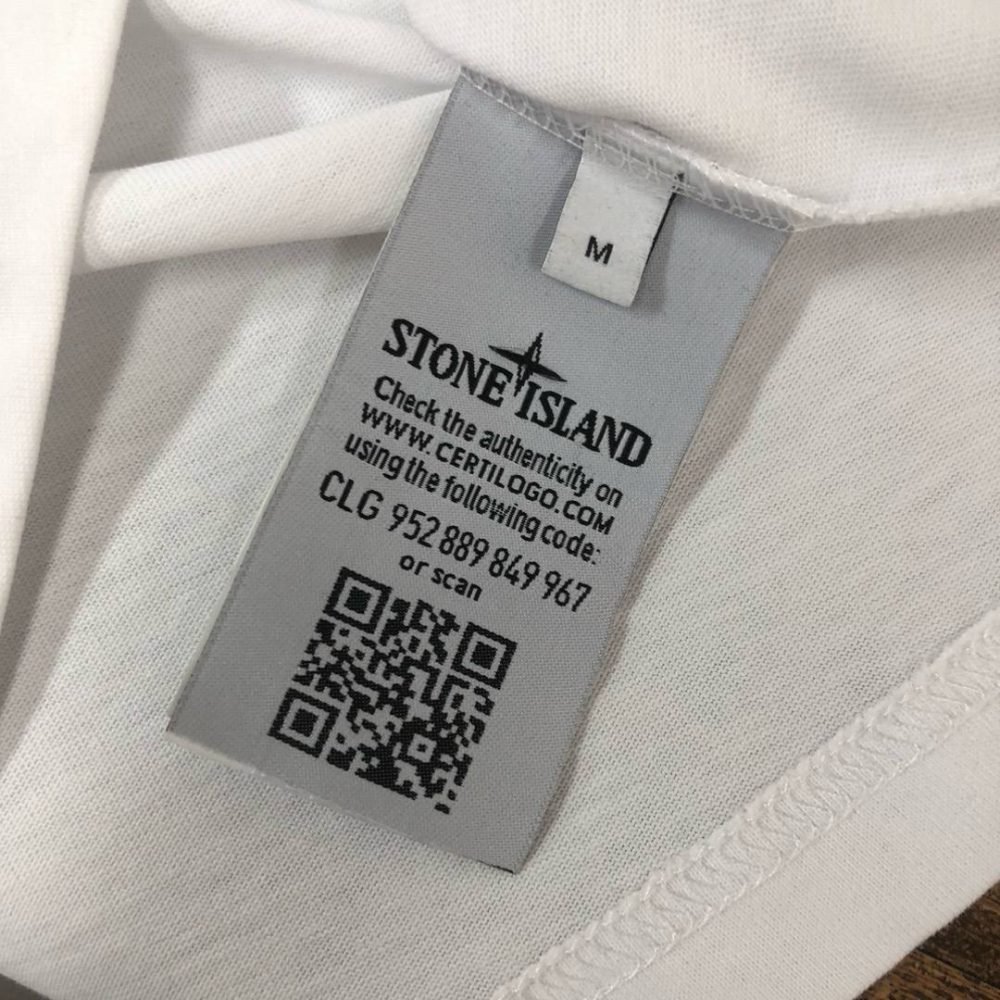 M
STONE ISLAND
Check the authenticity on
WWW.CERTILOGO.COM
using the following code:
CLG 952 889 849 967
or scan